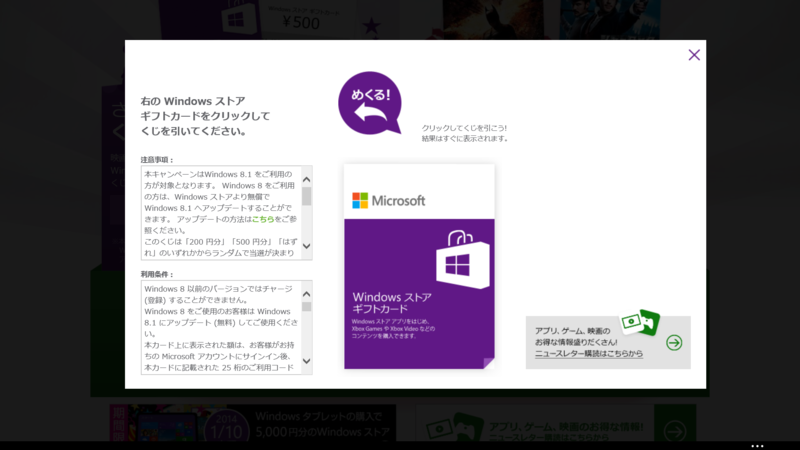 ¥500
右の Windows ストア
ギフトカードをクリックして
くじを引いてください。
めくる!
クリックしてくじを引こう!
結果はすぐに表示されます。
注意事項：
本キャンペーンはWindows 8.1 をご利用の
方が対象となります。 Windows 8 をご利用
の方は、Windows ストアより無償で
Windows 8.1 へアップデートすることがで
きます。 アップデートの方法はこちらをご参
照ください。
このくじは「200 円分」「500 円分」「はず
れ」のいずれかからランダムで当選が決まり
利用条件：
Windows 8 以前のバージョンではチャージ
(登録) することができません。
Windows 8 をご使用のお客様は Windows
8.1 にアップデート (無料) してご使用くださ
い。
本カード上に表示された額は、お客様がお持
ちの Microsoft アカウントにサインイン後、
本カードに記載された 25 桁のご利用コード
Microsoft
Windows ストア
ギフトカード
Windows ストア アプリをはじめ、
Xbox Games や Xbox Video などの
コンテンツを購入できます。
アプリ、ゲーム、映画の
お得な情報盛りだくさん!
ニュースレター購読はこちらから
期間
2014
1/10
Windows タブレットの購入で
5,000円分のWindows ストア
アプリ、ゲーム、映画のお得な情報!
ニュースレター購読はこちらから